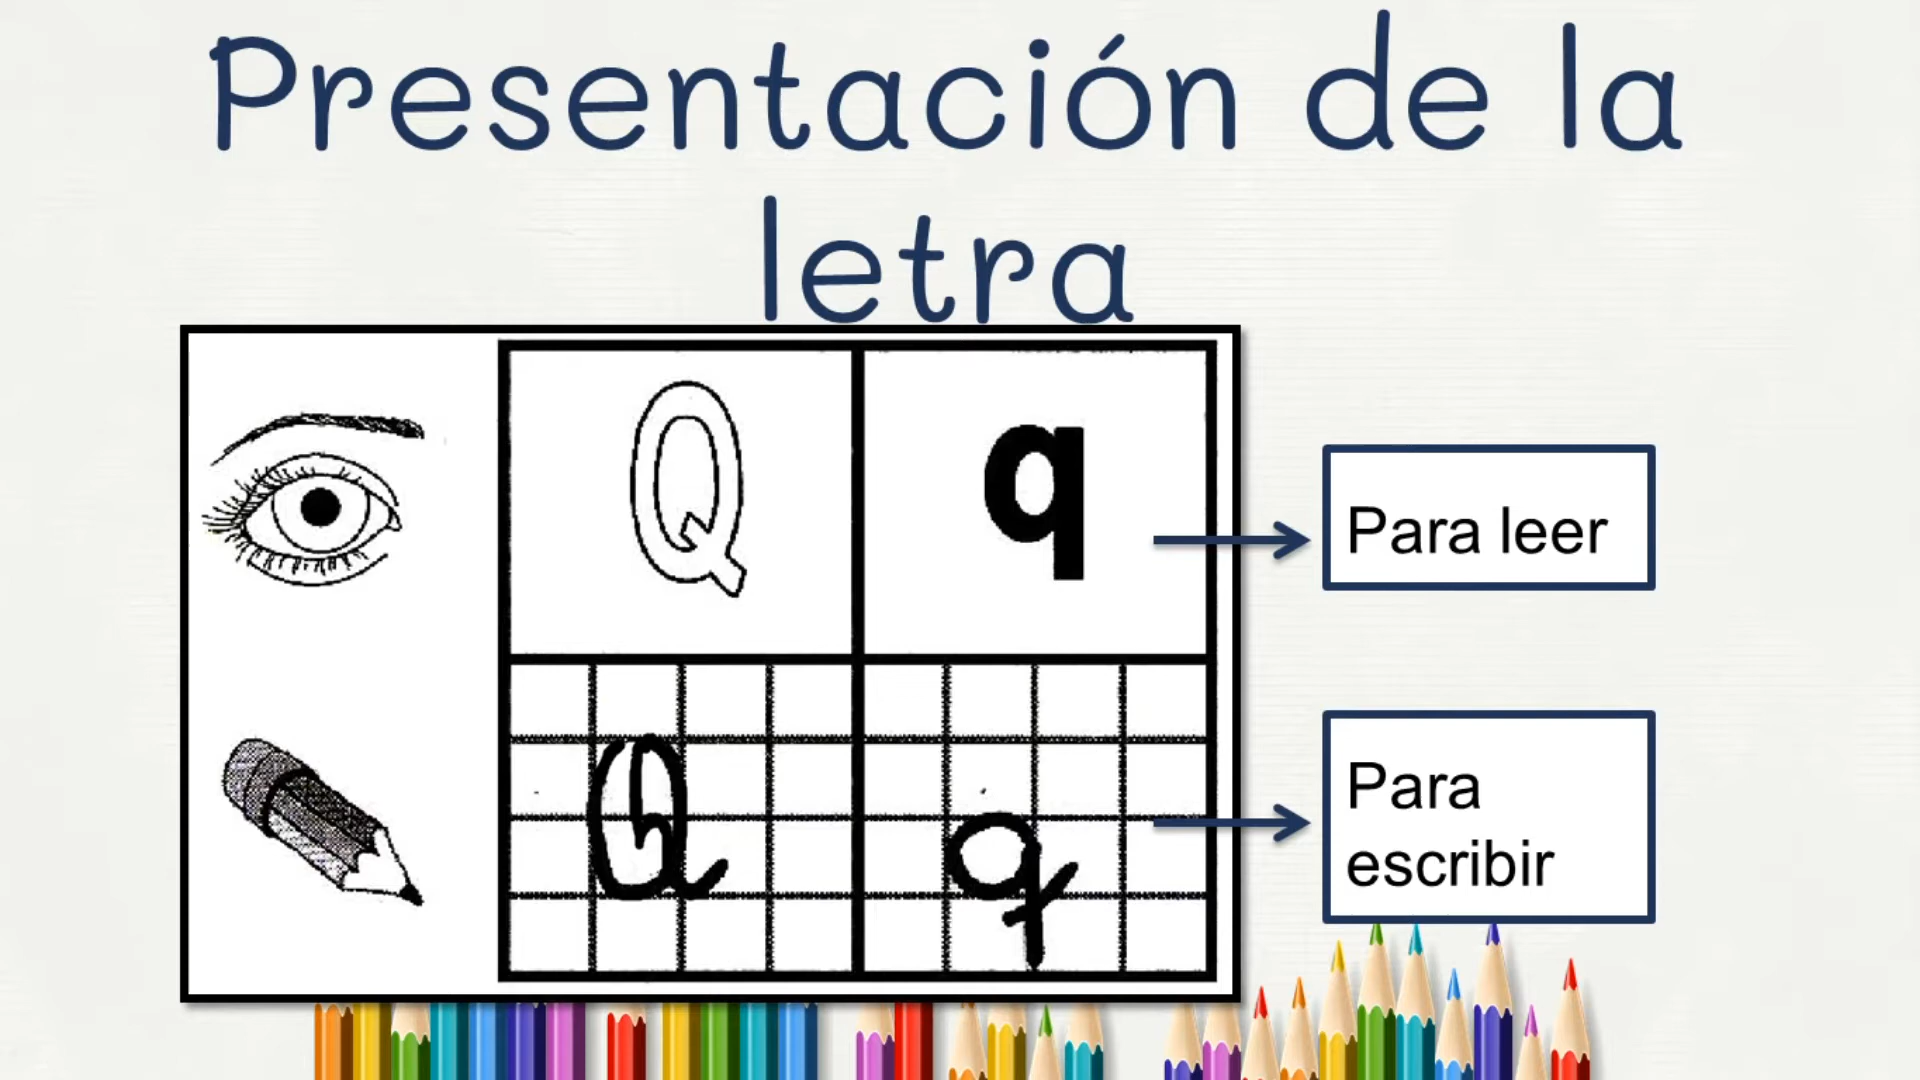 Presentación de la
letra
Q q
Para leer
Q q
Para
escribir